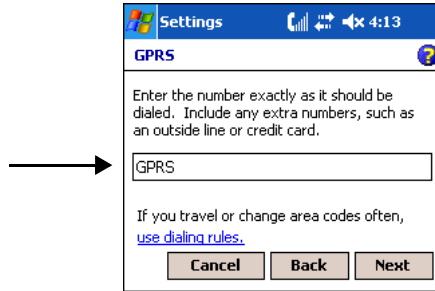 Settings 4:13
GPRS
Enter the number exactly as it should be
dialed. Include any extra numbers, such as
an outside line or credit card.
GPRS
If you travel or change area codes often,
use dialing rules.
Cancel Back Next